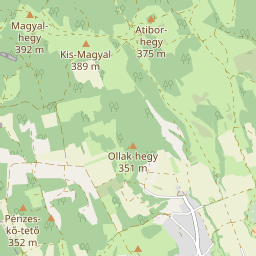 Magyal-
hegy
392 m
Kis-Magyal
389 m
Atibor-
hegy
375 m
Ollak hegy
351 m
Pénzes-
kő-tető
352 m